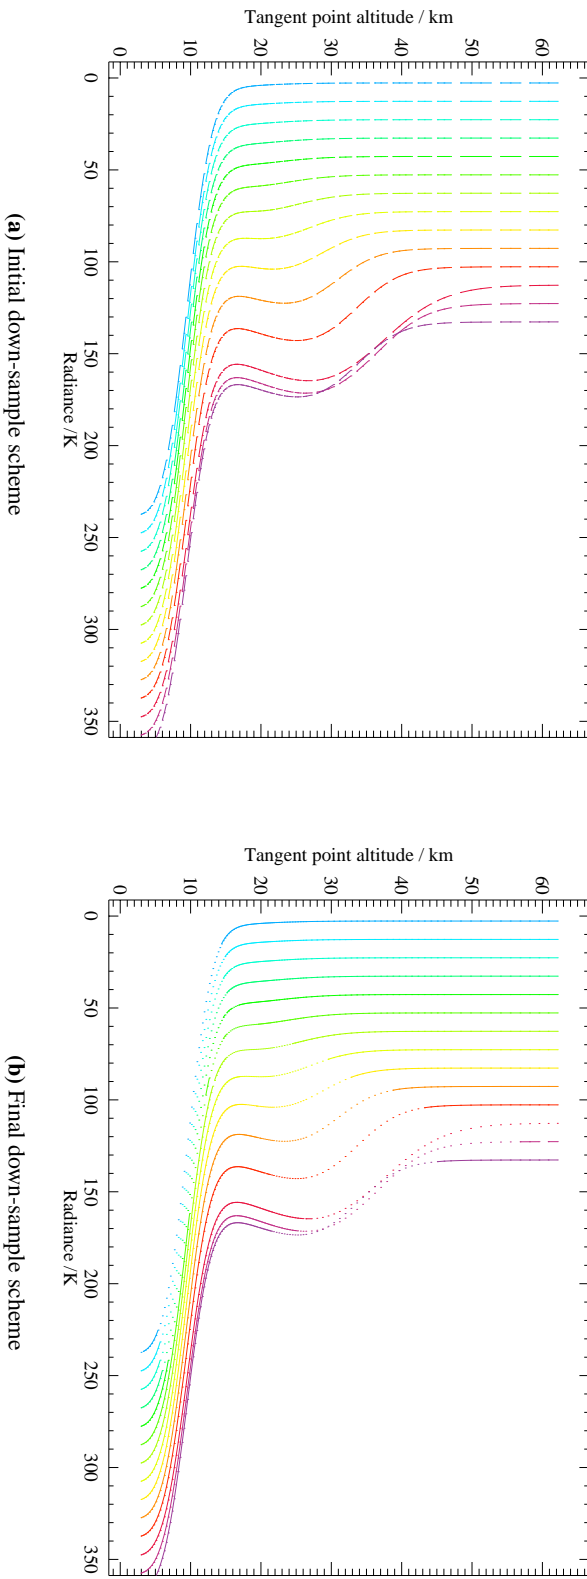 Tangent point altitude / km
0 10 20 30 40 50 60
0 50 100 150 200 250 300 350
Radiance /K
(a) Initial down-sample scheme
Tangent point altitude / km
0 10 20 30 40 50 60
0 50 100 150 200 250 300 350
Radiance /K
(b) Final down-sample scheme